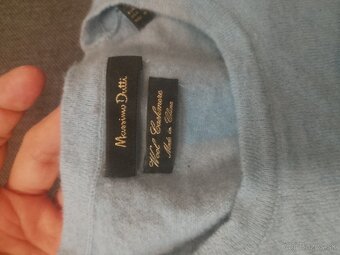 Massimo Dutti
Wool Cashmere
Made in China